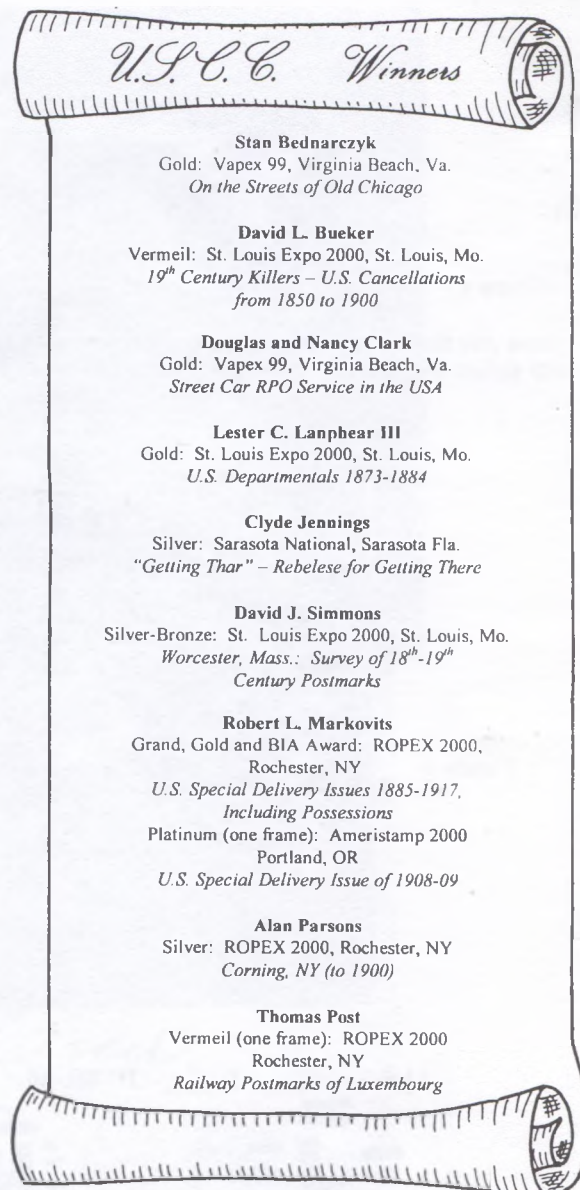 U.S.C.C. Winners
Stan Bednarczyk
Gold: Vapex 99, Virginia Beach, Va.
On the Streets of Old Chicago
David L. Bueker
Vermeil: St. Louis Expo 2000, St. Louis, Mo.
19th Century Killers – U.S. Cancellations
from 1850 to 1900
Douglas and Nancy Clark
Gold: Vapex 99, Virginia Beach, Va.
Street Car RPO Service in the USA
Lester C. Lanphear III
Gold: St. Louis Expo 2000, St. Louis, Mo.
U.S. Departmentals 1873-1884
Clyde Jennings
Silver: Sarasota National, Sarasota Fla.
"Getting Thar" – Rebelese for Getting There
David J. Simmons
Silver-Bronze: St. Louis Expo 2000, St. Louis, Mo.
Worcester, Mass.: Survey of 18th-19th
Century Postmarks
Robert L. Markovits
Grand, Gold and BIA Award: ROPEX 2000,
Rochester, NY
U.S. Special Delivery Issues 1885-1917,
Including Possessions
Platinum (one frame): Ameristamp 2000
Portland, OR
U.S. Special Delivery Issue of 1908-09
Alan Parsons
Silver: ROPEX 2000, Rochester, NY
Corning, NY (to 1900)
Thomas Post
Vermeil (one frame): ROPEX 2000
Rochester, NY
Railway Postmarks of Luxembourg